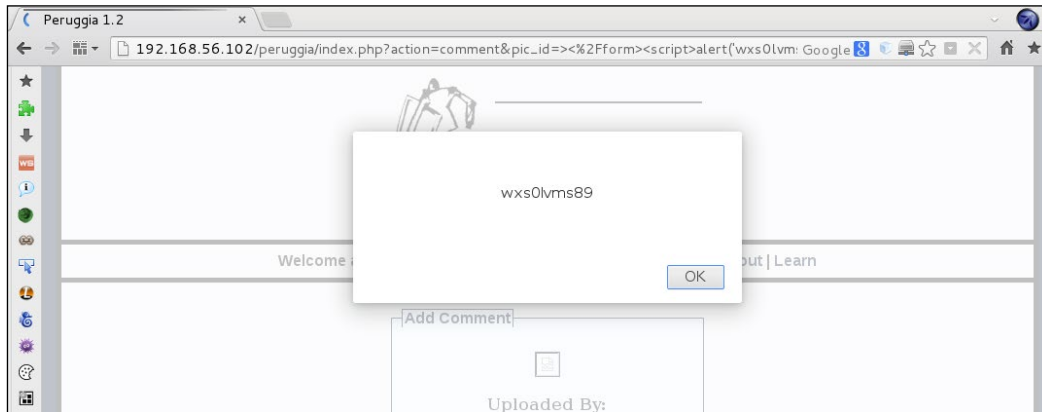 Peruggia 1.2
192.168.56.102/peruggia/index.php?action=comment&pic_id=><%2Fform><script>alert('wxs0lvm: Google
wxs0lvms89
OK
Welcome
out | Learn
Add Comment
Uploaded By: